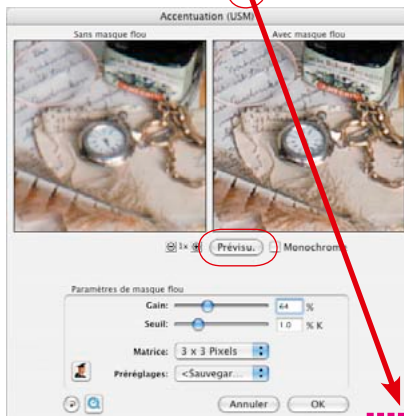 Accentuation (USM)
Sans masque flou Avec masque flou
1x Prévisu. Monochrome
Paramètres de masque flou
Gain: 64 %
Seuil: 1.0 % K
Matrice: 3 x 3 Pixels
Préréglages: <Sauvegar...
Annuler OK